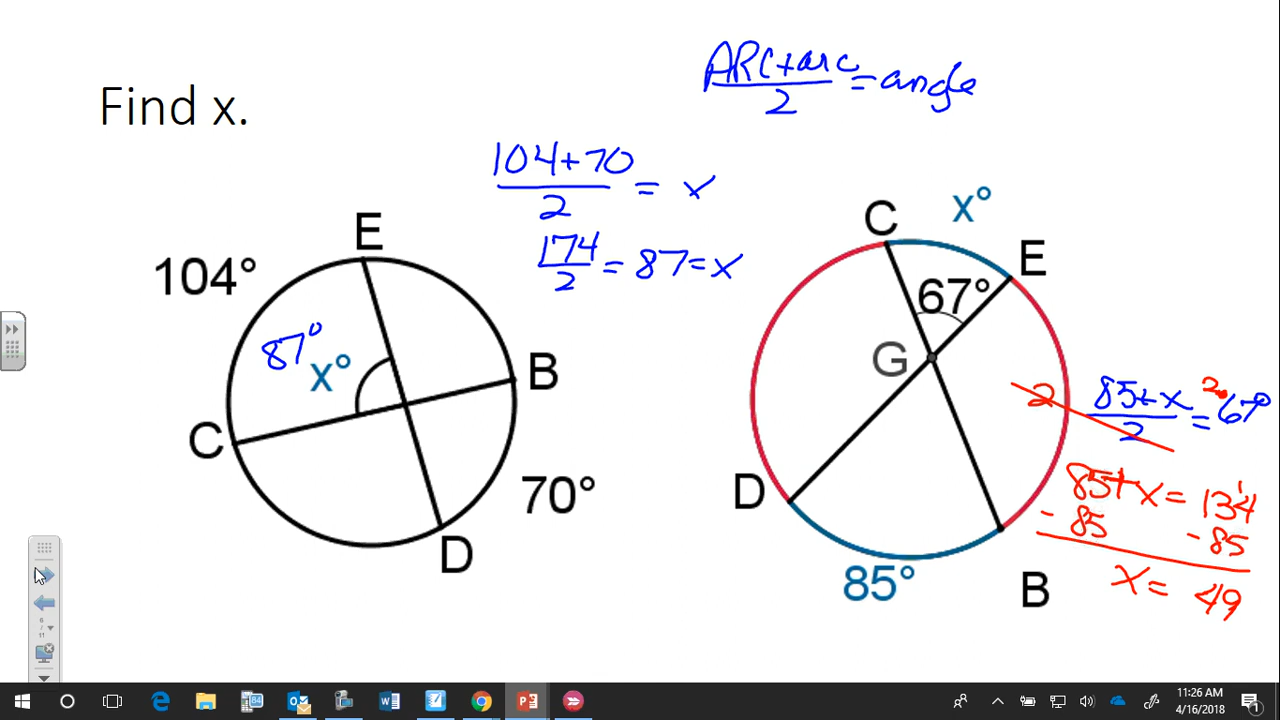 Find x.
ARC+arc
2
=angle
104+70
2
= x
174
2
= 87=x
E
104°
87°
x°
B
C
70°
D
C
x°
E
67°
G
2
85+x
2
=
2•
67°
D
85+x = 134
- 85 - 85
x = 49
85°
B
11:26 AM
4/16/2018